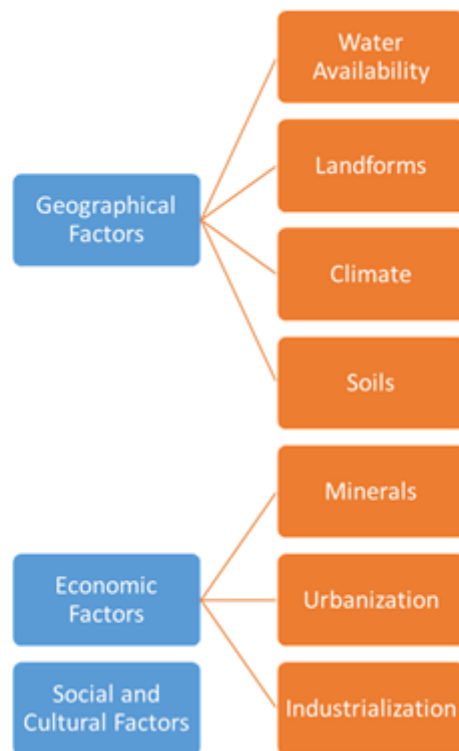 Water
Availability
Geographical
Factors
Landforms
Climate
Soils
Economic
Factors
Minerals
Urbanization
Industrialization
Social and
Cultural Factors